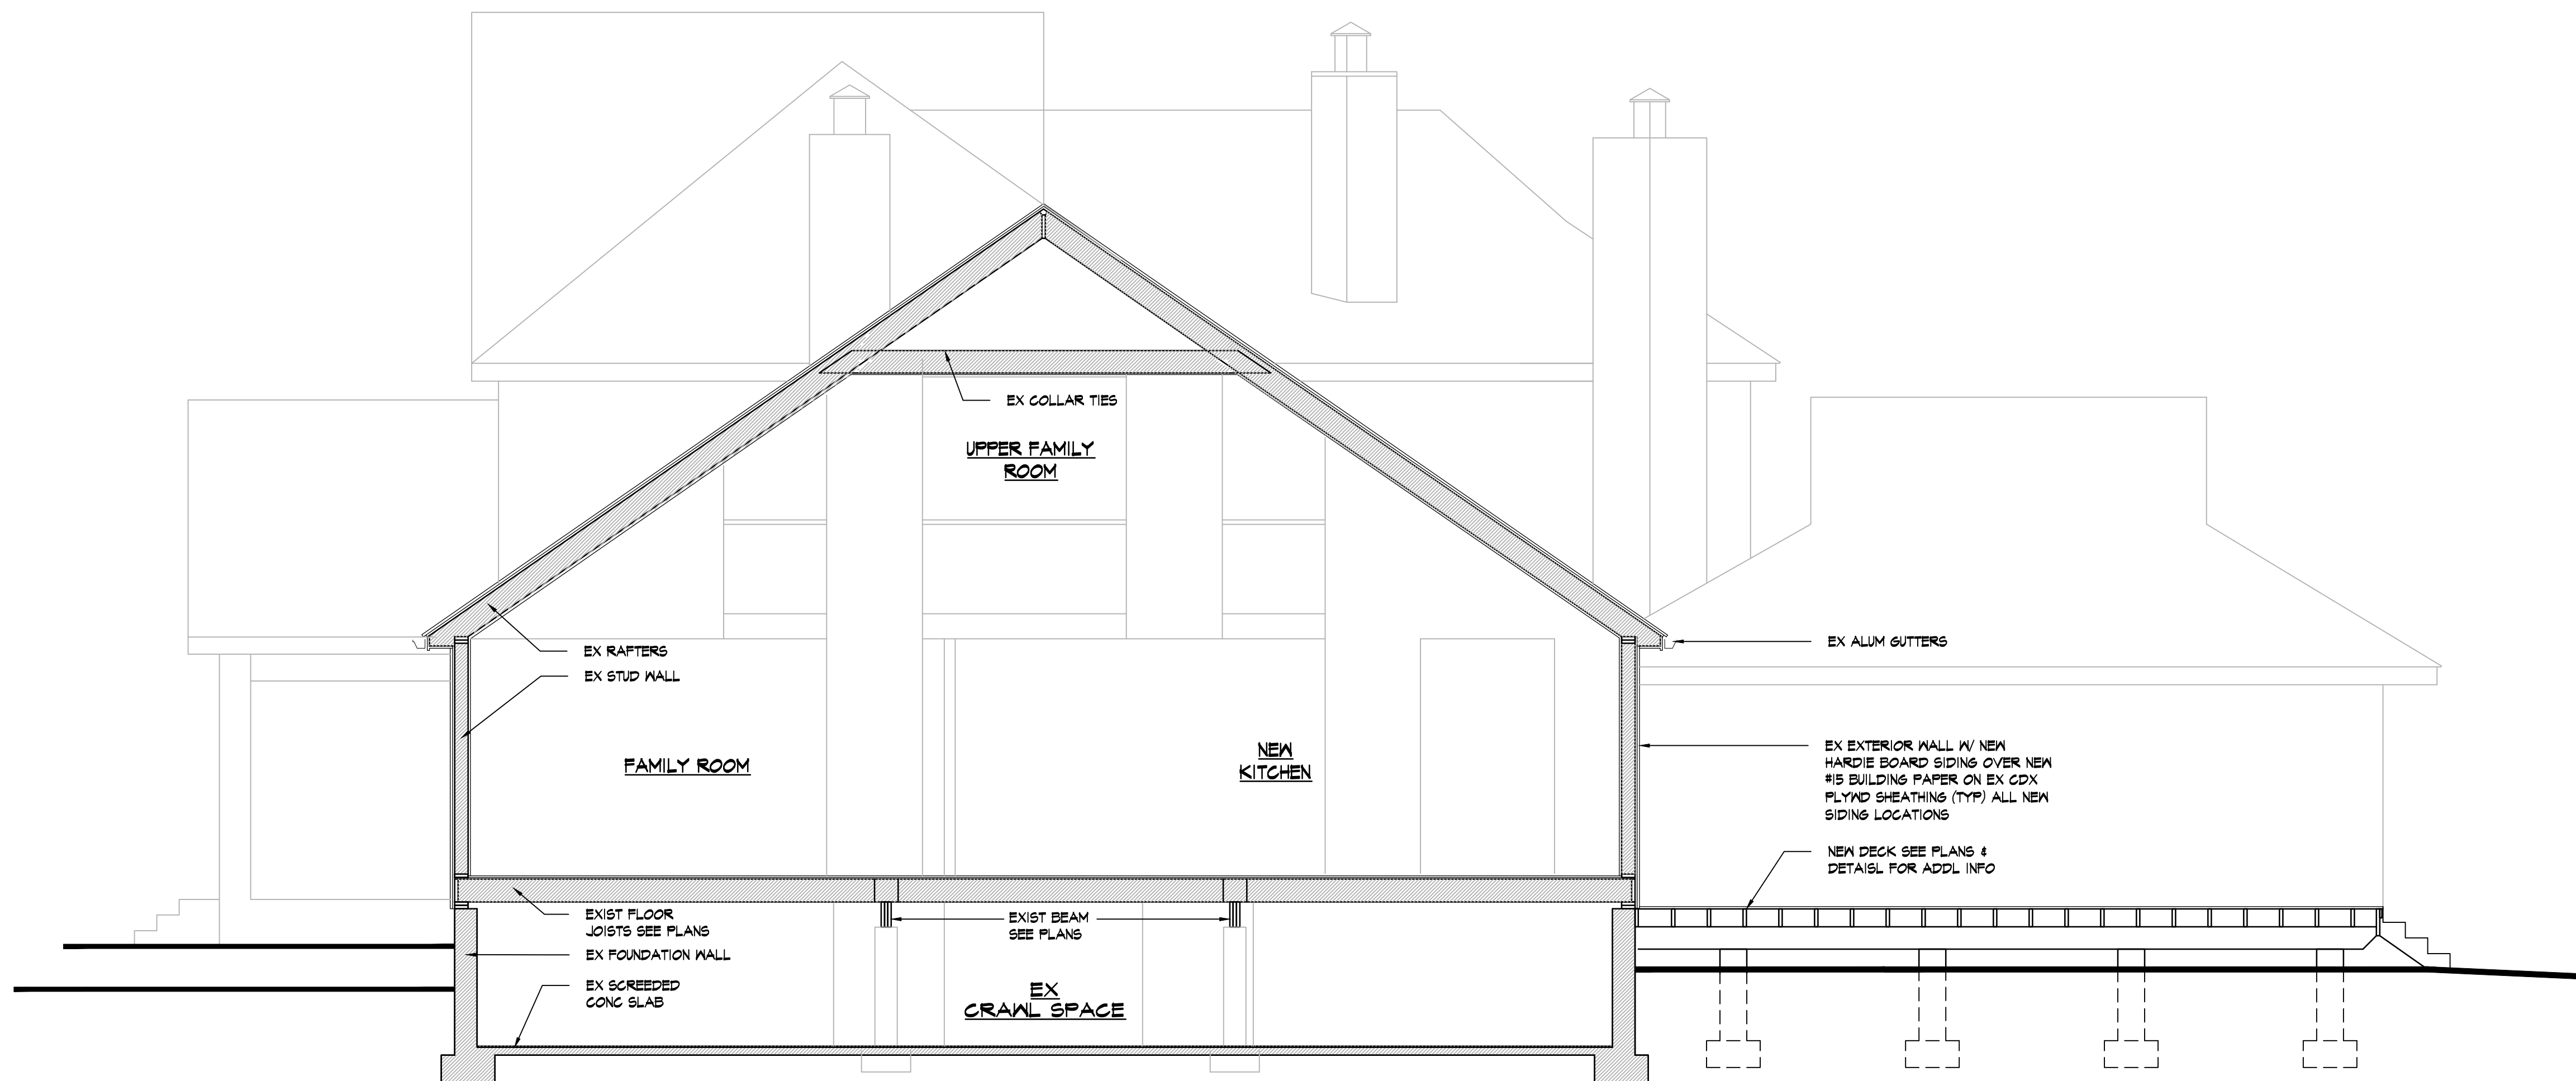 EX COLLAR TIES
UPPER FAMILY
ROOM
EX RAFTERS
EX STUD WALL
EX ALUM GUTTERS
FAMILY ROOM
NEW
KITCHEN
EX EXTERIOR WALL W/ NEW
HARDIE BOARD SIDING OVER NEW
#15 BUILDING PAPER ON EX CDX
PLYWD SHEATHING (TYP) ALL NEW
SIDING LOCATIONS
NEW DECK SEE PLANS &
DETAISL FOR ADDL INFO
EXIST FLOOR
JOISTS SEE PLANS
EXIST BEAM
SEE PLANS
EX FOUNDATION WALL
EX SCREEDED
CONC SLAB
EX
CRAWL SPACE